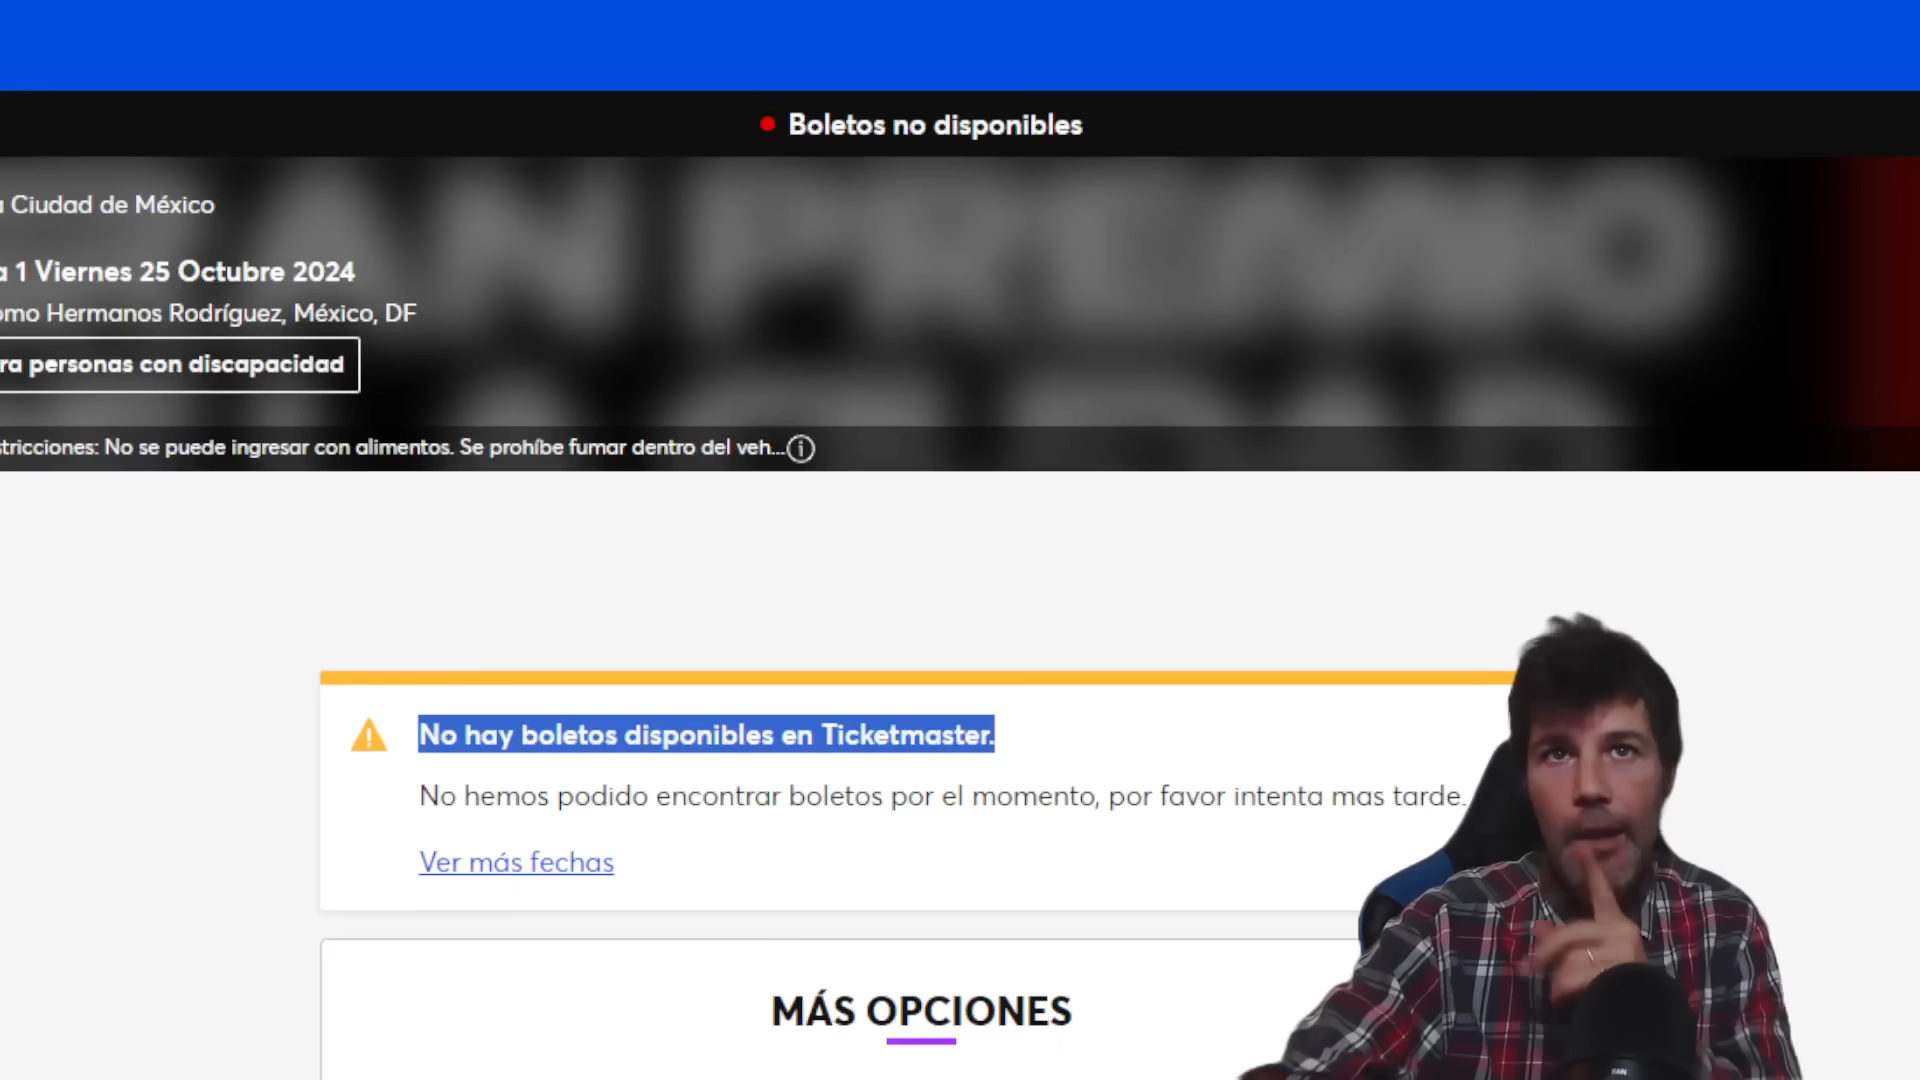 Boletos no disponibles
a Ciudad de México
a 1 Viernes 25 Octubre 2024
omo Hermanos Rodríguez, México, DF
ra personas con discapacidad
stricciones: No se puede ingresar con alimentos. Se prohíbe fumar dentro del veh...
No hay boletos disponibles en Ticketmaster.
No hemos podido encontrar boletos por el momento, por favor intenta mas tarde.
Ver más fechas
MÁS OPCIONES